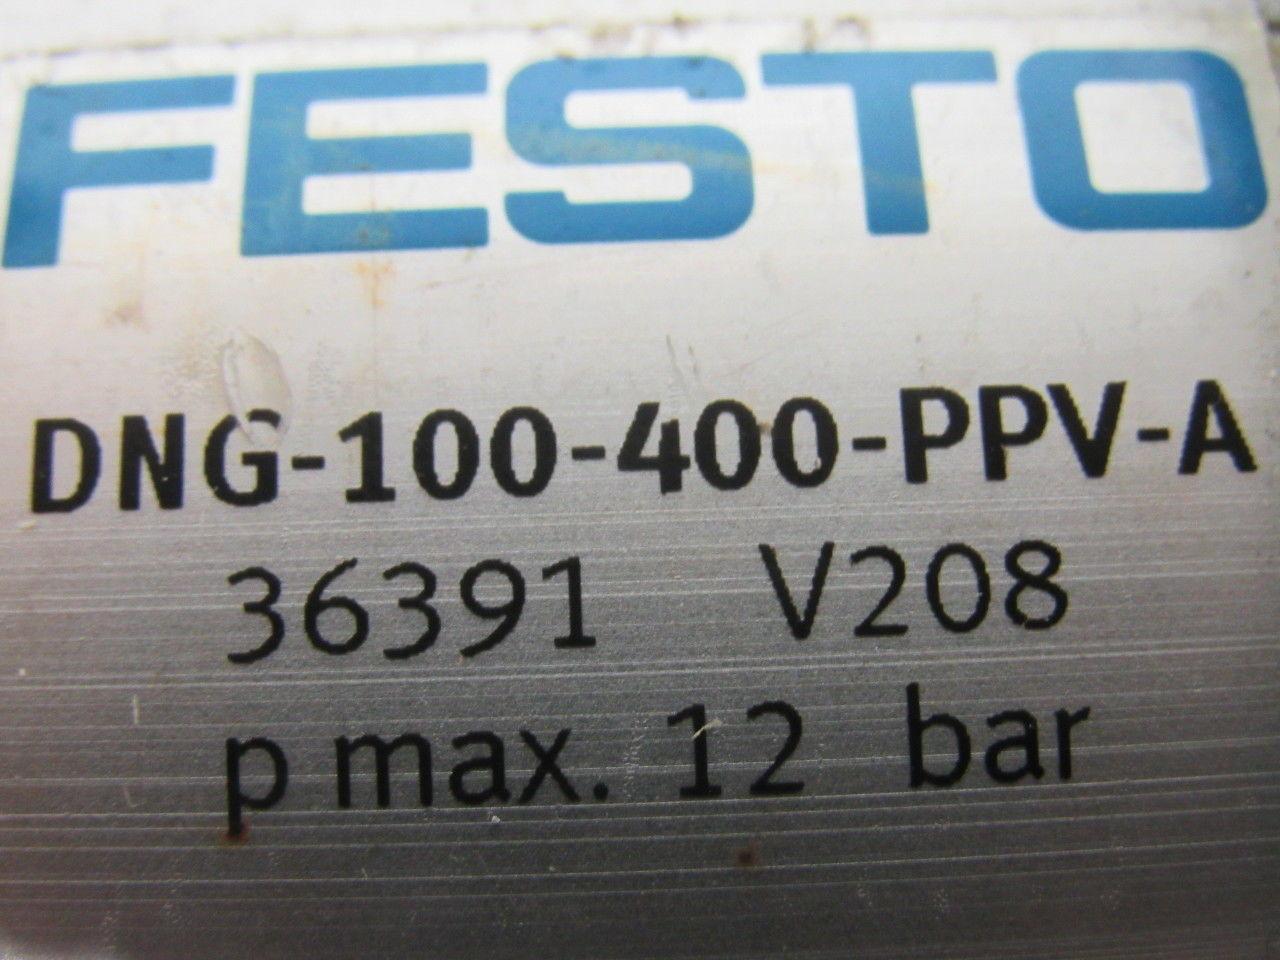 FESTO
DNG-100-400-PPV-A
36391 V208
p max. 12 bar